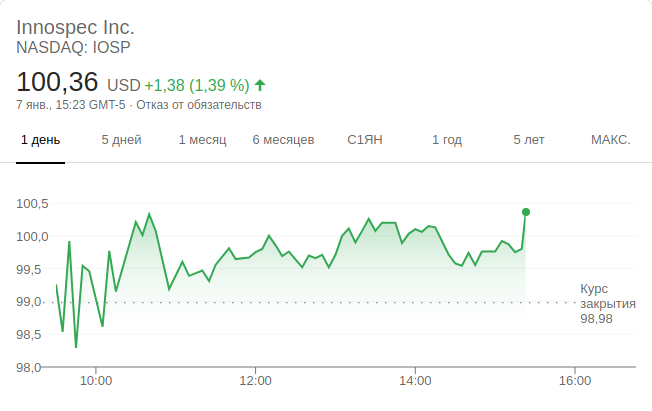 Innospec Inc.
NASDAQ: IOSP
100,36 USD +1,38 (1,39 %)
7 янв., 15:23 GMT-5 · Отказ от обязательств
1 день 5 дней 1 месяц 6 месяцев С1ЯН 1 год 5 лет МАКС.
100,5
100,0
99,5
99,0
98,5
98,0
Курс
закрытия
98,98
10:00 12:00 14:00 16:00